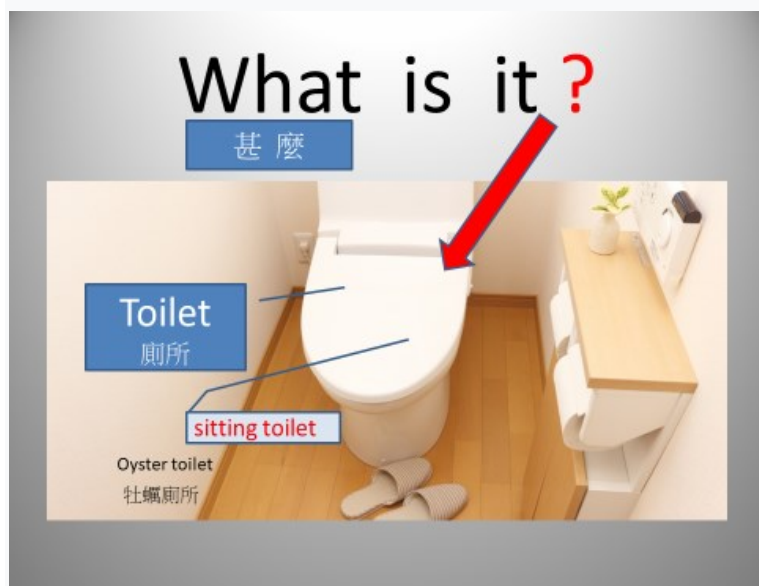 What is it ?
甚 麼
Toilet
廁所
sitting toilet
Oyster toilet
牡蠣廁所